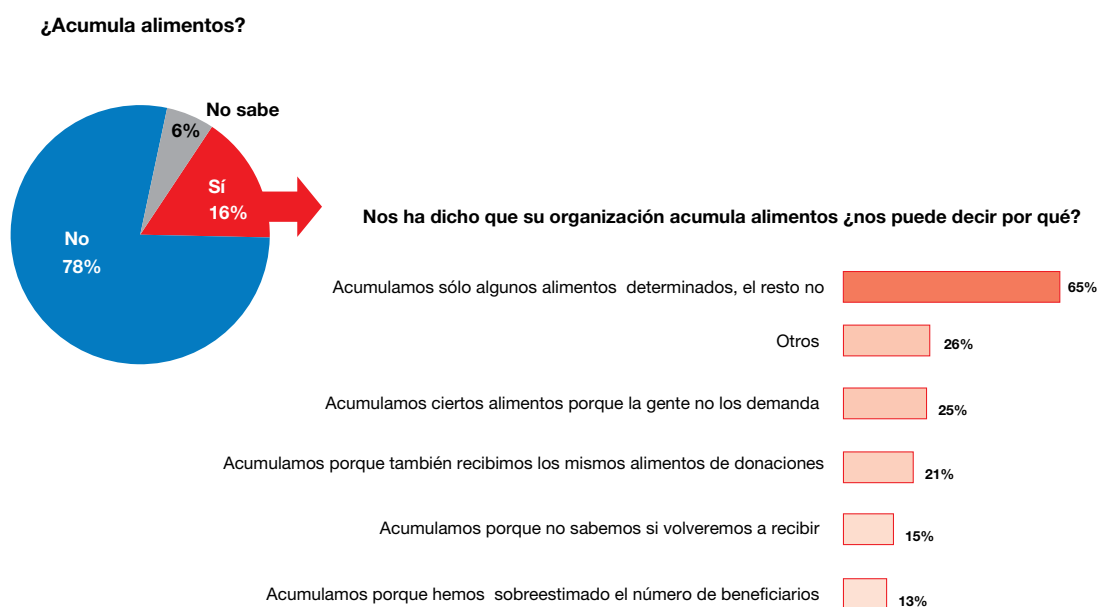 ¿Acumula alimentos?
No sabe
6%
Sí
16%
No
78%
Nos ha dicho que su organización acumula alimentos ¿nos puede decir por qué?
Acumulamos sólo algunos alimentos determinados, el resto no
65%
Otros
26%
Acumulamos ciertos alimentos porque la gente no los demanda
25%
Acumulamos porque también recibimos los mismos alimentos de donaciones
21%
Acumulamos porque no sabemos si volveremos a recibir
15%
Acumulamos porque hemos sobreestimado el número de beneficiarios
13%